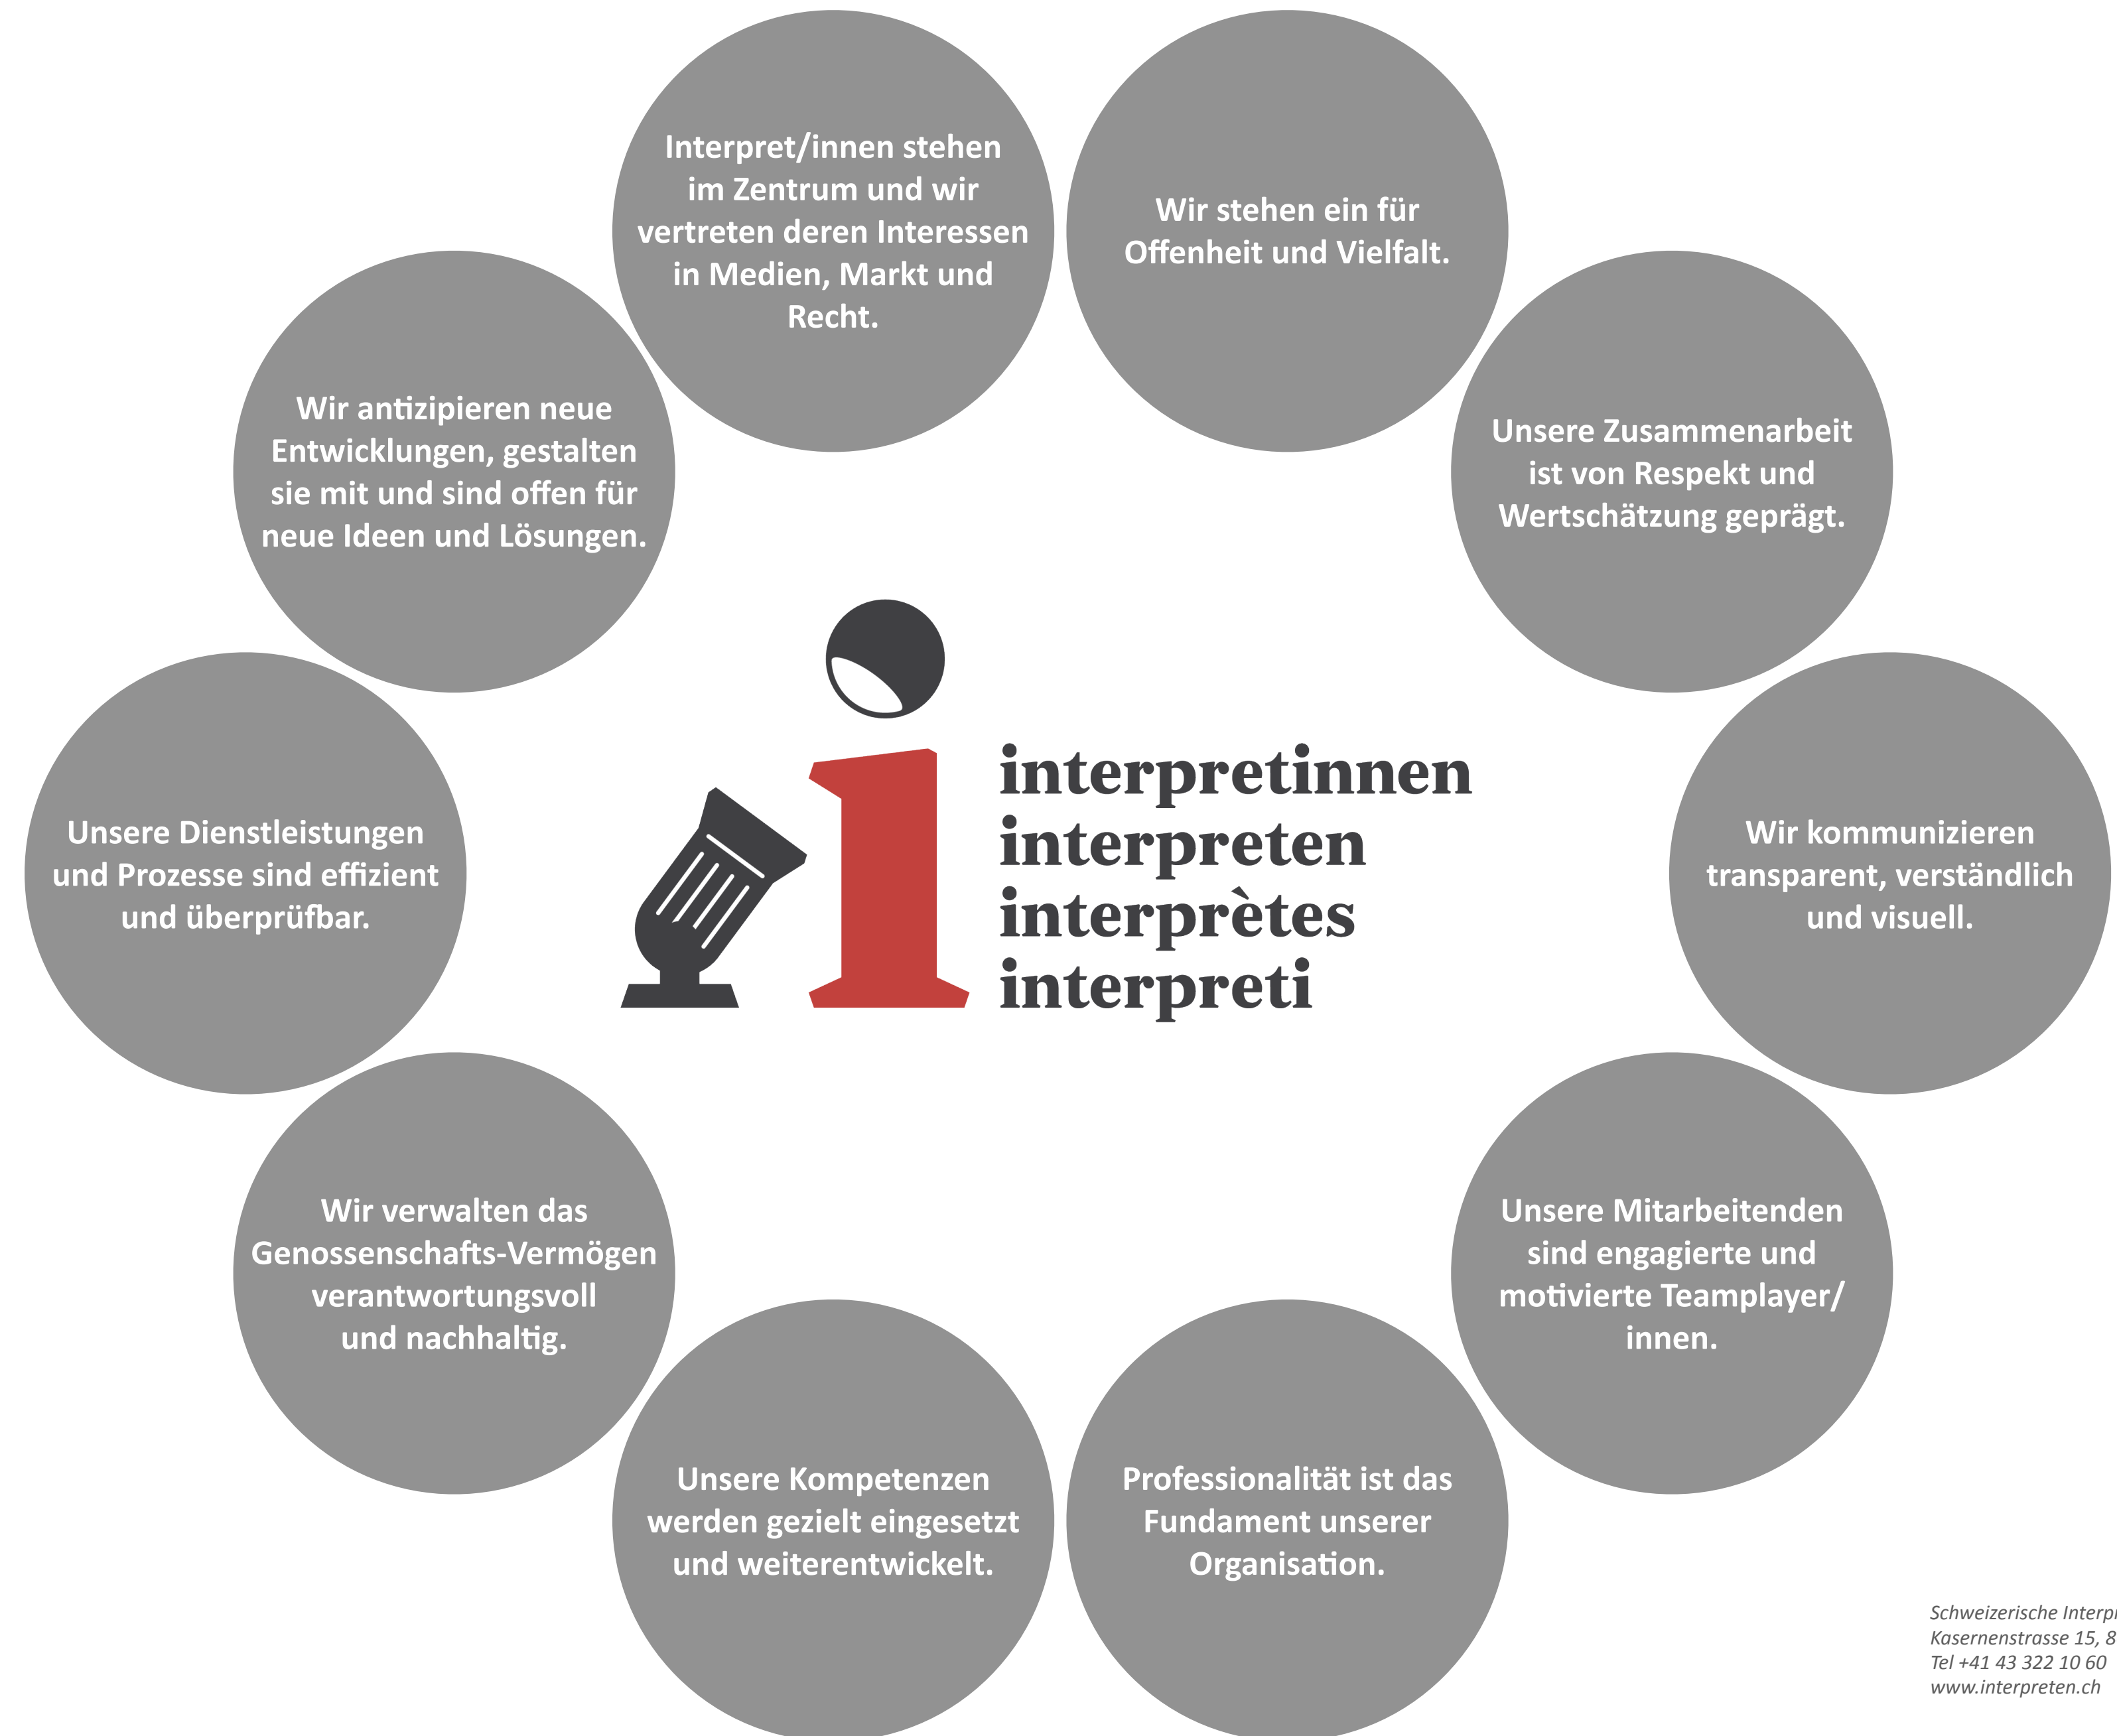 Interpret/innen stehen
im Zentrum und wir
vertreten deren Interessen
in Medien, Markt und
Recht.
Wir stehen ein für
Offenheit und Vielfalt.
Wir antizipieren neue
Entwicklungen, gestalten
sie mit und sind offen für
neue Ideen und Lösungen.
Unsere Zusammenarbeit
ist von Respekt und
Wertschätzung geprägt.
interpretinnen
interpreten
interprètes
interpreti
Unsere Dienstleistungen
und Prozesse sind effizient
und überprüfbar.
Wir kommunizieren
transparent, verständlich
und visuell.
Wir verwalten das
Genossenschafts-Vermögen
verantwortungsvoll
und nachhaltig.
Unsere Mitarbeitenden
sind engagierte und
motivierte Teamplayer/
innen.
Unsere Kompetenzen
werden gezielt eingesetzt
und weiterentwickelt.
Professionalität ist das
Fundament unserer
Organisation.
Schweizerische
Kasernenstrasse 15,
Tel +41 43 322 10 60
www.interpreten.ch